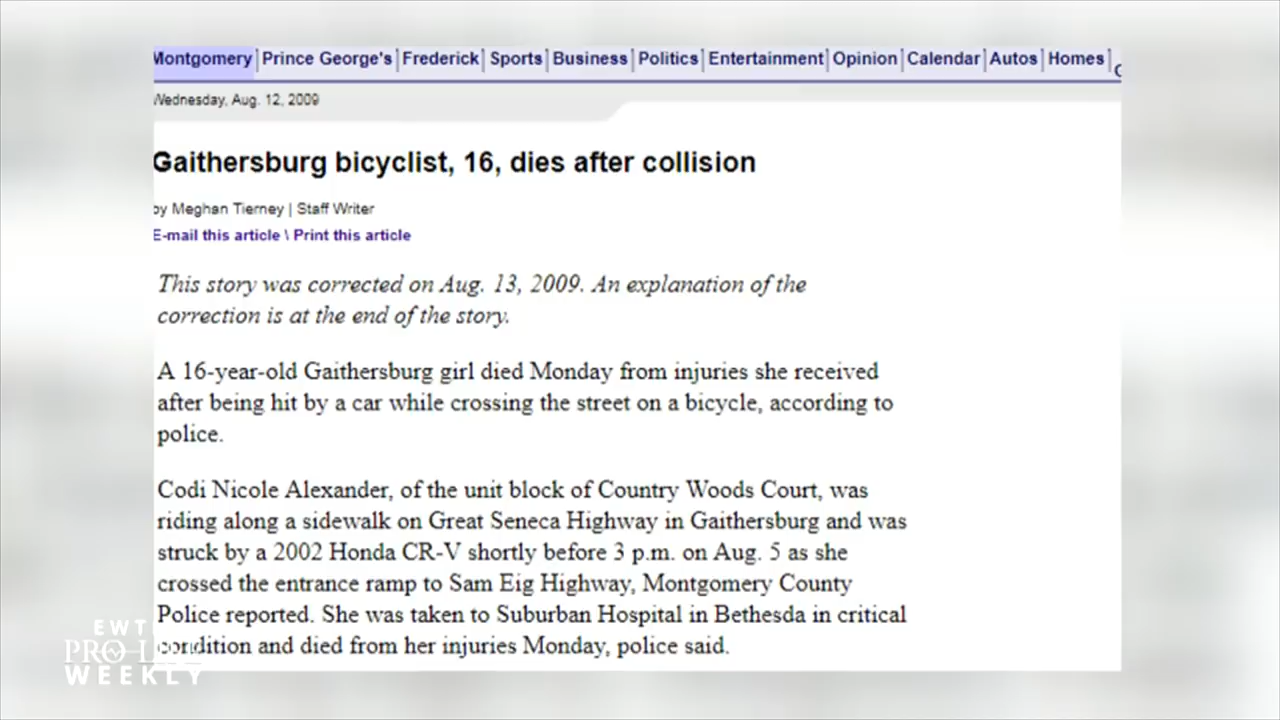 Montgomery | Prince George's | Frederick | Sports | Business | Politics | Entertainment | Opinion | Calendar | Autos | Homes |
Wednesday, Aug. 12, 2009
Gaithersburg bicyclist, 16, dies after collision
by Meghan Tierney | Staff Writer
E-mail this article \ Print this article
This story was corrected on Aug. 13, 2009. An explanation of the
correction is at the end of the story.
A 16-year-old Gaithersburg girl died Monday from injuries she received
after being hit by a car while crossing the street on a bicycle, according to
police.
Codi Nicole Alexander, of the unit block of Country Woods Court, was
riding along a sidewalk on Great Seneca Highway in Gaithersburg and was
struck by a 2002 Honda CR-V shortly before 3 p.m. on Aug. 5 as she
crossed the entrance ramp to Sam Eig Highway, Montgomery County
Police reported. She was taken to Suburban Hospital in Bethesda in critical
condition and died from her injuries Monday, police said.
EWTN
PRO-LIFE
WEEKLY